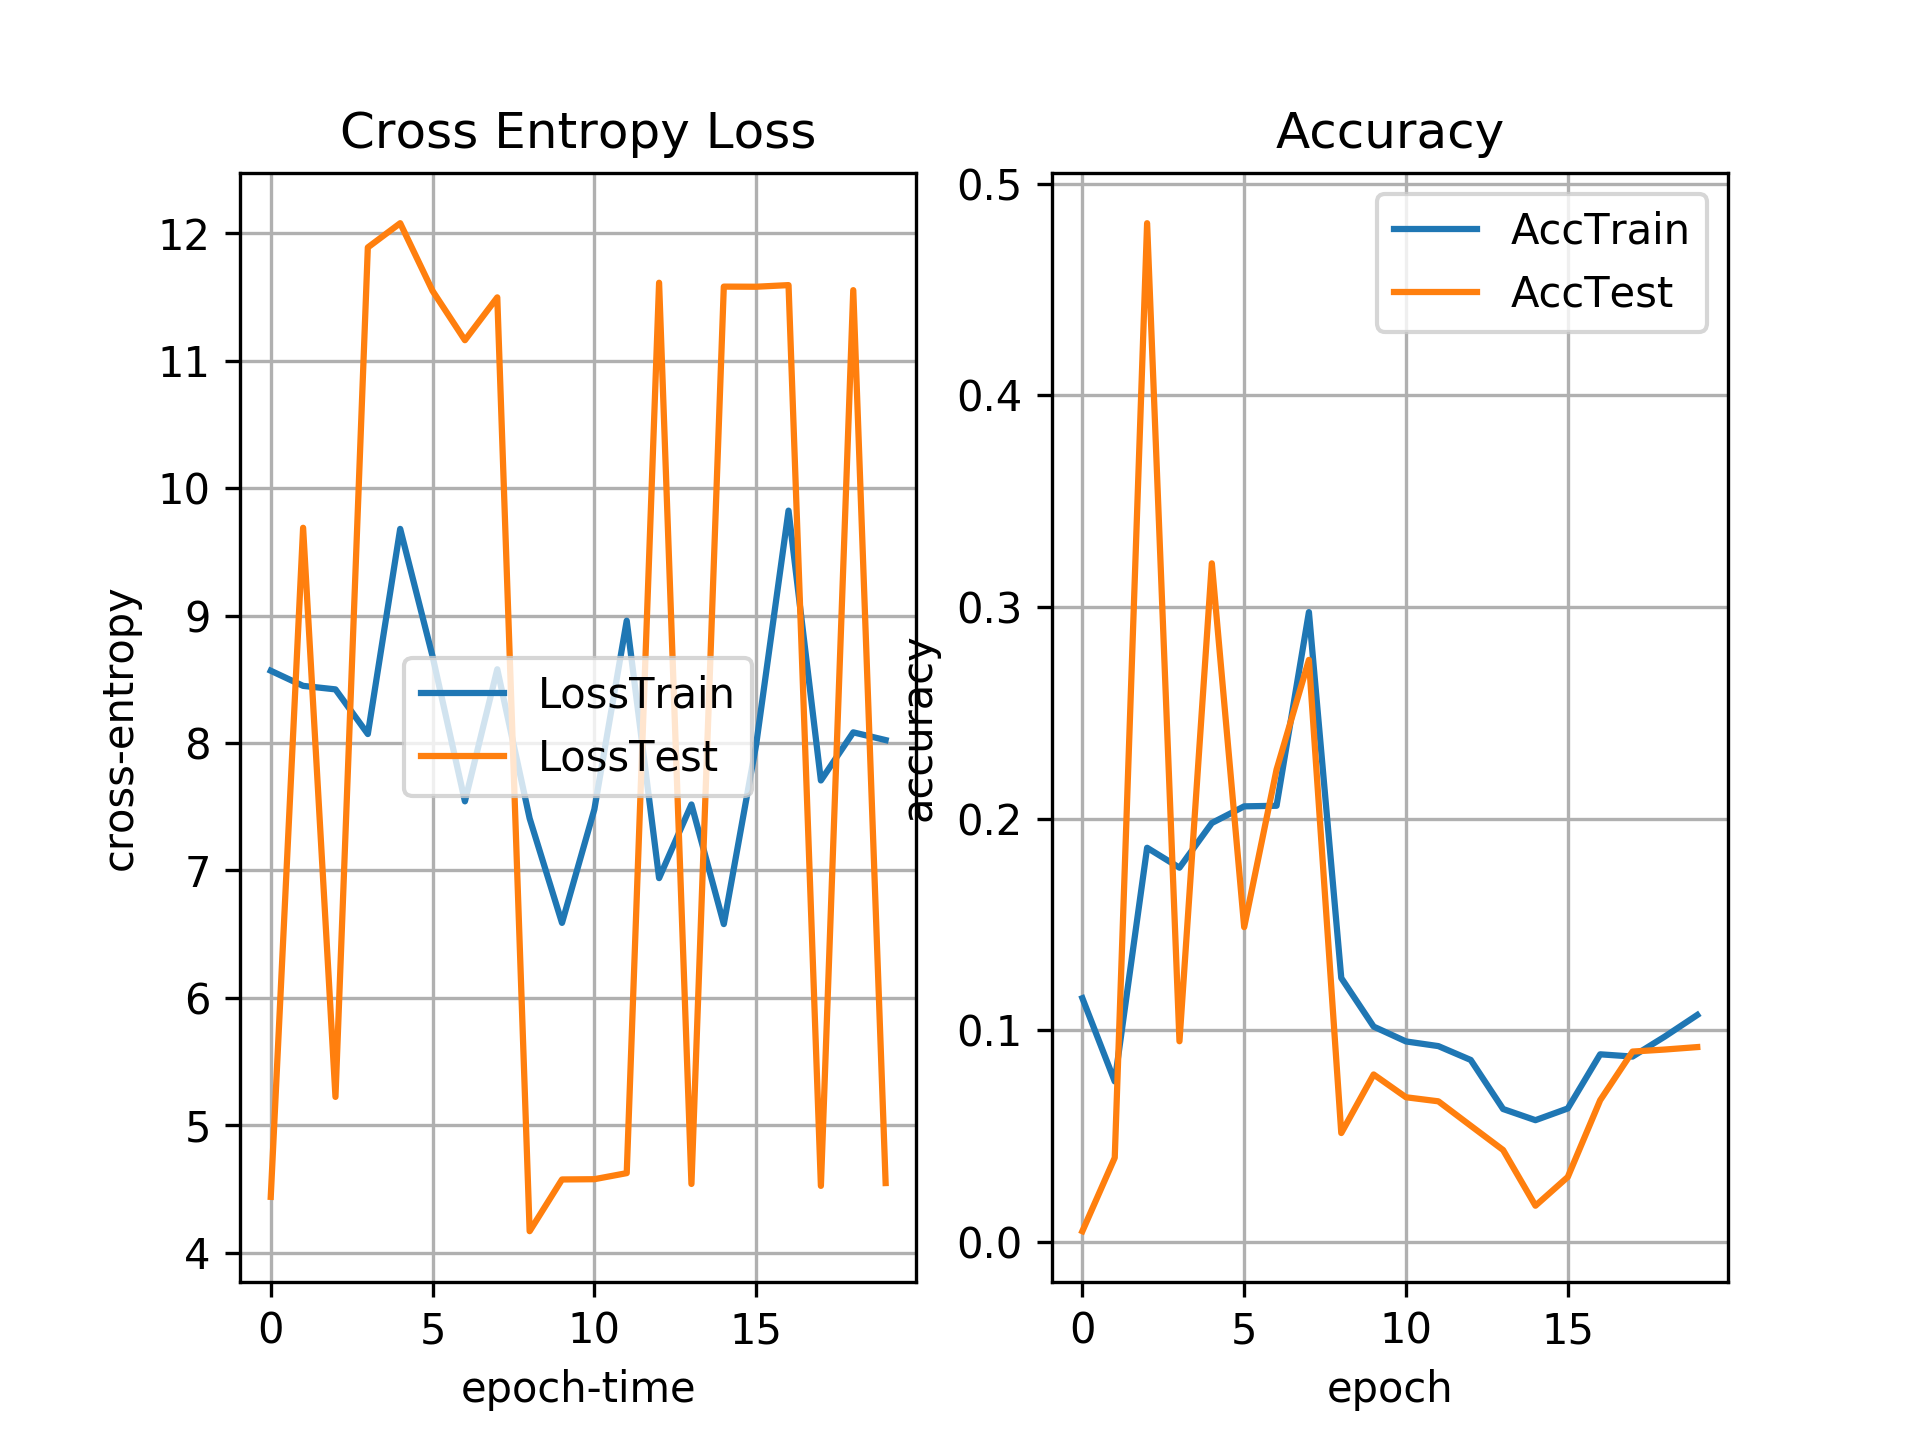 Cross Entropy Loss
12
11
10
9
8
7
6
5
4
cross-entropy
LossTrain
LossTest
0 5 10 15
epoch-time
Accuracy
0.5
0.4
0.3
0.2
0.1
0.0
accuracy
AccTrain
AccTest
0 5 10 15
epoch